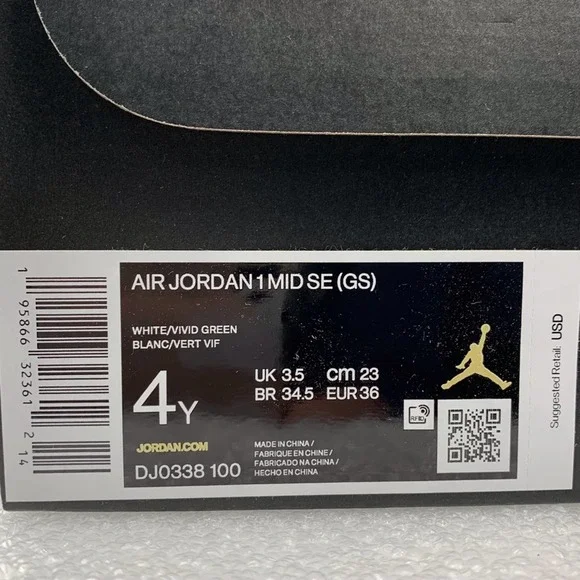 AIR JORDAN 1 MID SE (GS)
WHITE/VIVID GREEN
BLANC/VERT VIF
4Y
UK 3.5 cm 23
BR 34.5 EUR 36
RFID
JORDAN.COM
DJ0338 100
MADE IN CHINA /
FABRIQUE EN CHINE /
FABRICADO NA CHINA /
HECHO EN CHINA
1 95866 32361 2 14
Suggested Retail: USD